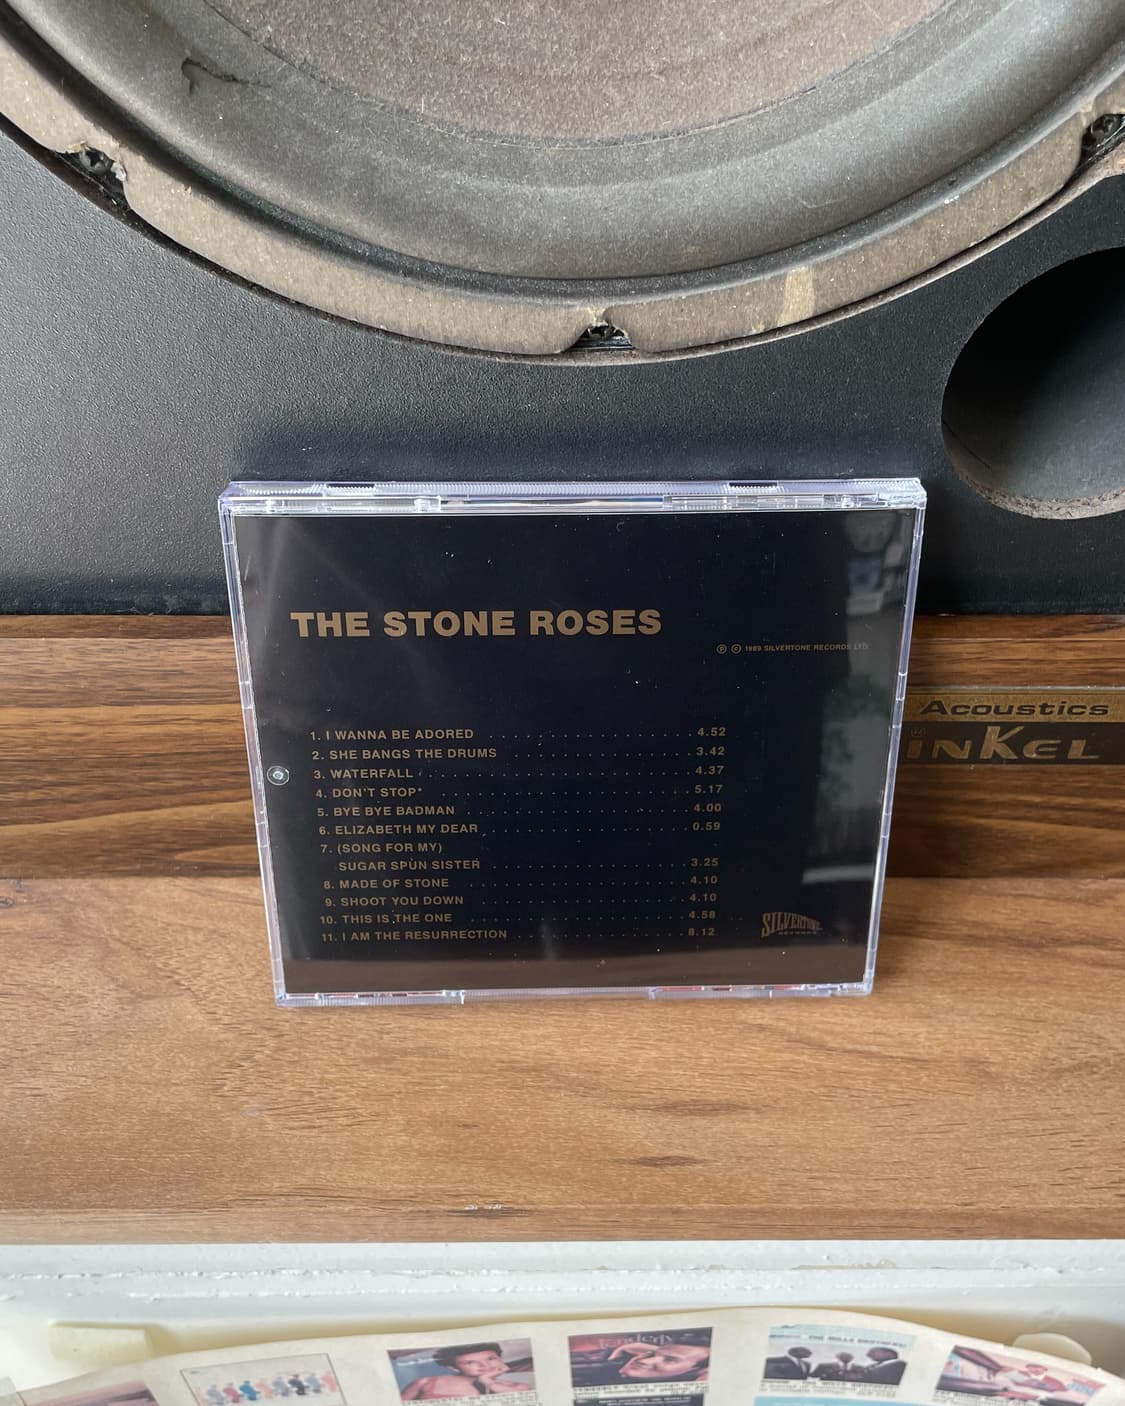 THE STONE ROSES
Ⓟ Ⓒ 1989 SILVERTONE RECORDS LTD.
1. I WANNA BE ADORED 4.52
2. SHE BANGS THE DRUMS 3.42
3. WATERFALL 4.37
4. DON'T STOP* 5.17
5. BYE BYE BADMAN 4.00
6. ELIZABETH MY DEAR 0.59
7. (SONG FOR MY)
SUGAR SPUN SISTER 3.25
8. MADE OF STONE 4.10
9. SHOOT YOU DOWN 4.10
10. THIS IS THE ONE 4.58
11. I AM THE RESURRECTION 8.12
SILVERTONE
RECORDS
Acoustics
INKEL
Tenderly